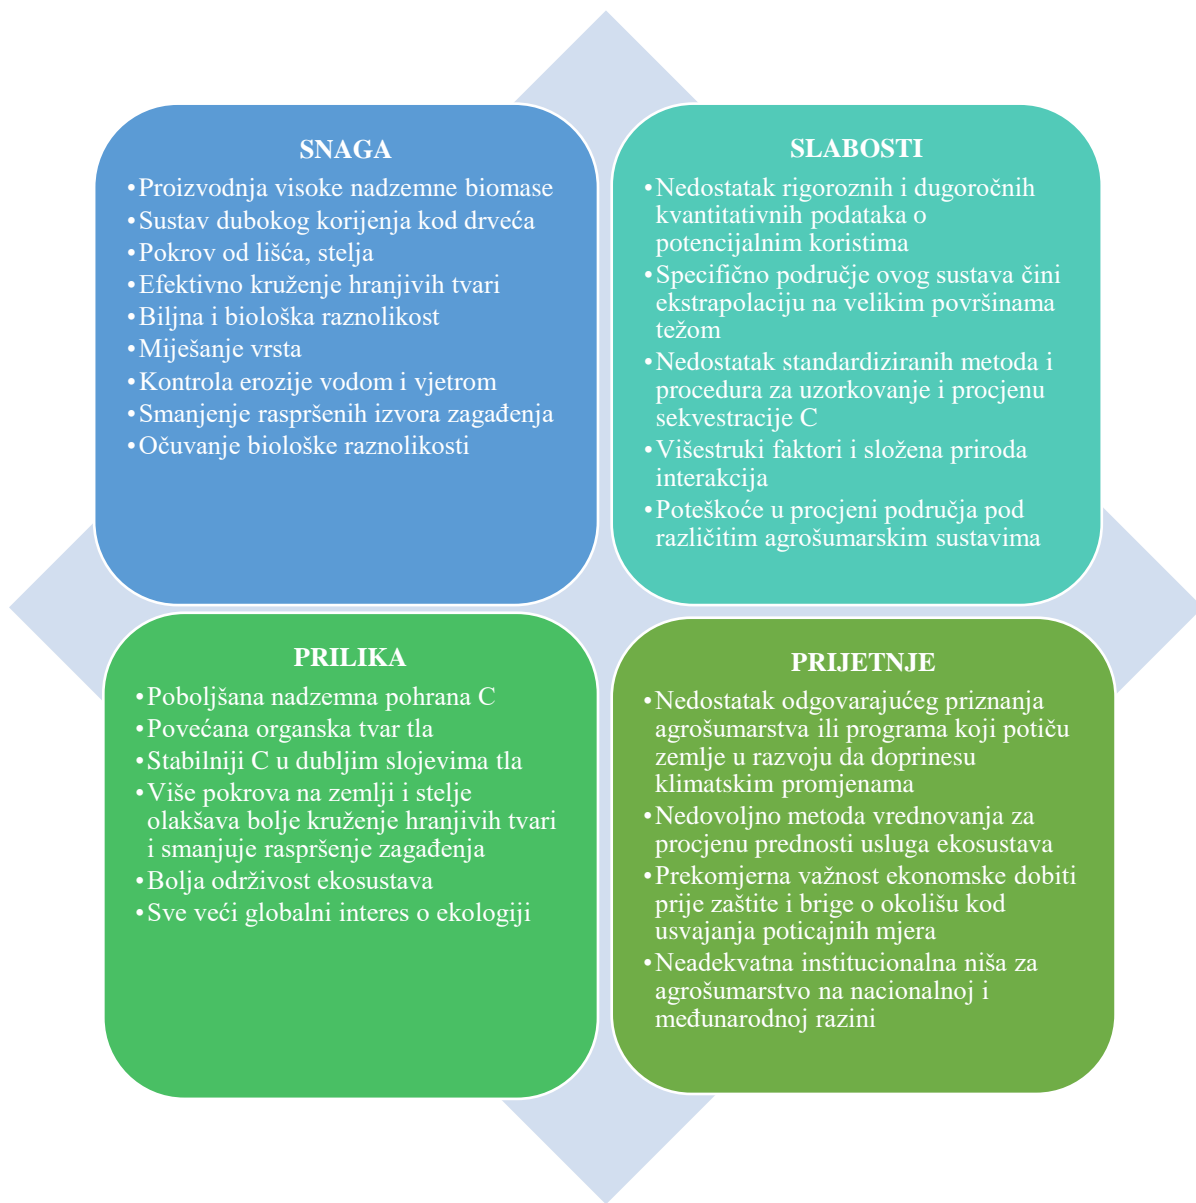 SNAGA
•Proizvodnja visoke nadzemne biomase
•Sustav dubokog korijenja kod drveća
•Pokrov od lišća, stelja
•Efektivno kruženje hranjivih tvari
•Biljna i biološka raznolikost
•Miješanje vrsta
•Kontrola erozije vodom i vjetrom
•Smanjenje raspršenih izvora zagađenja
•Očuvanje biološke raznolikosti
SLABOSTI
•Nedostatak rigoroznih i dugoročnih
kvantitativnih podataka o
potencijalnim koristima
•Specifično područje ovog sustava čini
ekstrapolaciju na velikim površinama
težom
•Nedostatak standardiziranih metoda i
procedura za uzorkovanje i procjenu
sekvestracije C
•Višestruki faktori i složena priroda
interakcija
•Poteškoće u procjeni područja pod
različitim agrošumarskim sustavima
PRILIKA
•Poboljšana nadzemna pohrana C
•Povećana organska tvar tla
•Stabilniji C u dubljim slojevima tla
•Više pokrova na zemlji i stelje
olakšava bolje kruženje hranjivih tvari
i smanjuje raspršenje zagađenja
•Bolja održivost ekosustava
•Sve veći globalni interes o ekologiji
PRIJETNJE
•Nedostatak odgovarajućeg priznanja
agrošumarstva ili programa koji potiču
zemlje u razvoju da doprinesu
klimatskim promjenama
•Nedovoljno metoda vrednovanja za
procjenu prednosti usluga ekosustava
•Prekomjerna važnost ekonomske dobiti
prije zaštite i brige o okolišu kod
usvajanja poticajnih mjera
•Neadekvatna institucionalna niša za
agrošumarstvo na nacionalnoj i
međunarodnoj razini